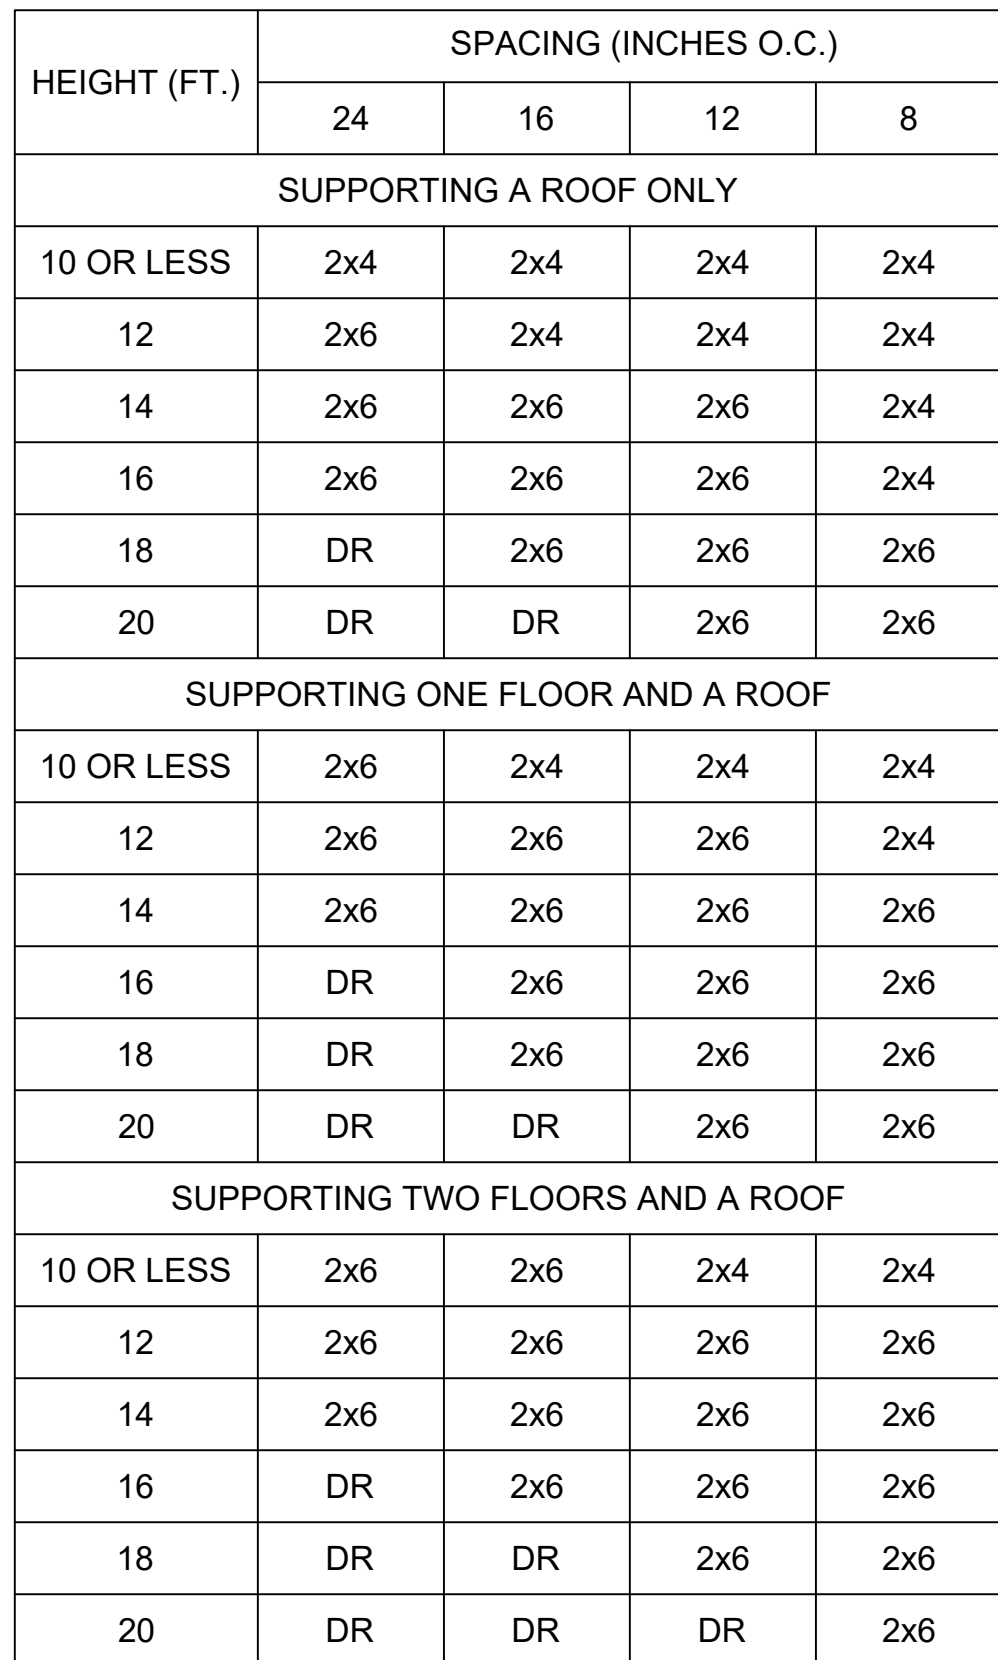 HEIGHT (FT.) SPACING (INCHES O.C.)
24 16 12 8
SUPPORTING A ROOF ONLY
10 OR LESS 2x4 2x4 2x4 2x4
12 2x6 2x4 2x4 2x4
14 2x6 2x6 2x6 2x4
16 2x6 2x6 2x6 2x4
18 DR 2x6 2x6 2x6
20 DR DR 2x6 2x6
SUPPORTING ONE FLOOR AND A ROOF
10 OR LESS 2x6 2x4 2x4 2x4
12 2x6 2x6 2x6 2x4
14 2x6 2x6 2x6 2x6
16 DR 2x6 2x6 2x6
18 DR 2x6 2x6 2x6
20 DR DR 2x6 2x6
SUPPORTING TWO FLOORS AND A ROOF
10 OR LESS 2x6 2x6 2x4 2x4
12 2x6 2x6 2x6 2x6
14 2x6 2x6 2x6 2x6
16 DR 2x6 2x6 2x6
18 DR DR 2x6 2x6
20 DR DR DR 2x6